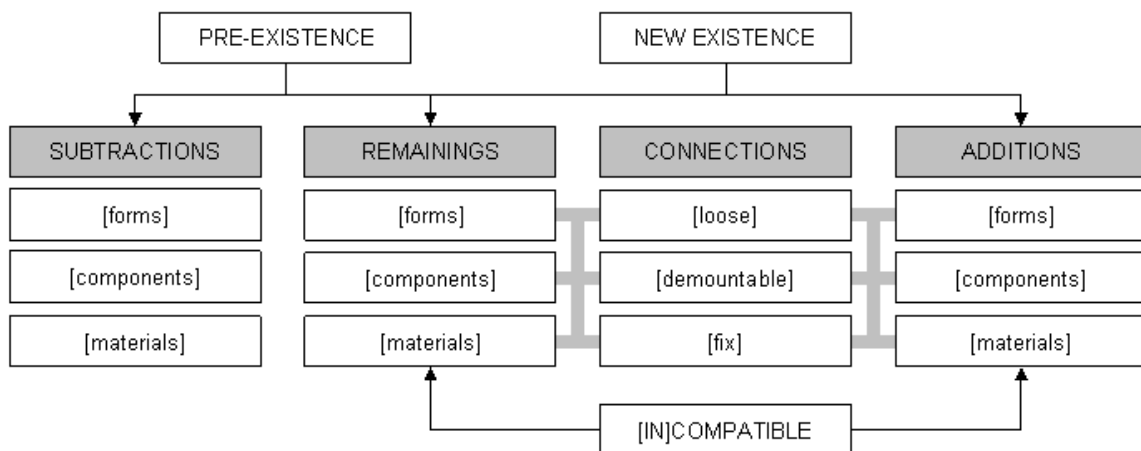 PRE-EXISTENCE
NEW EXISTENCE
SUBTRACTIONS
REMAININGS
CONNECTIONS
ADDITIONS
[forms]
[forms]
[loose]
[forms]
[components]
[components]
[demountable]
[components]
[materials]
[materials]
[fix]
[materials]
[IN]COMPATIBLE